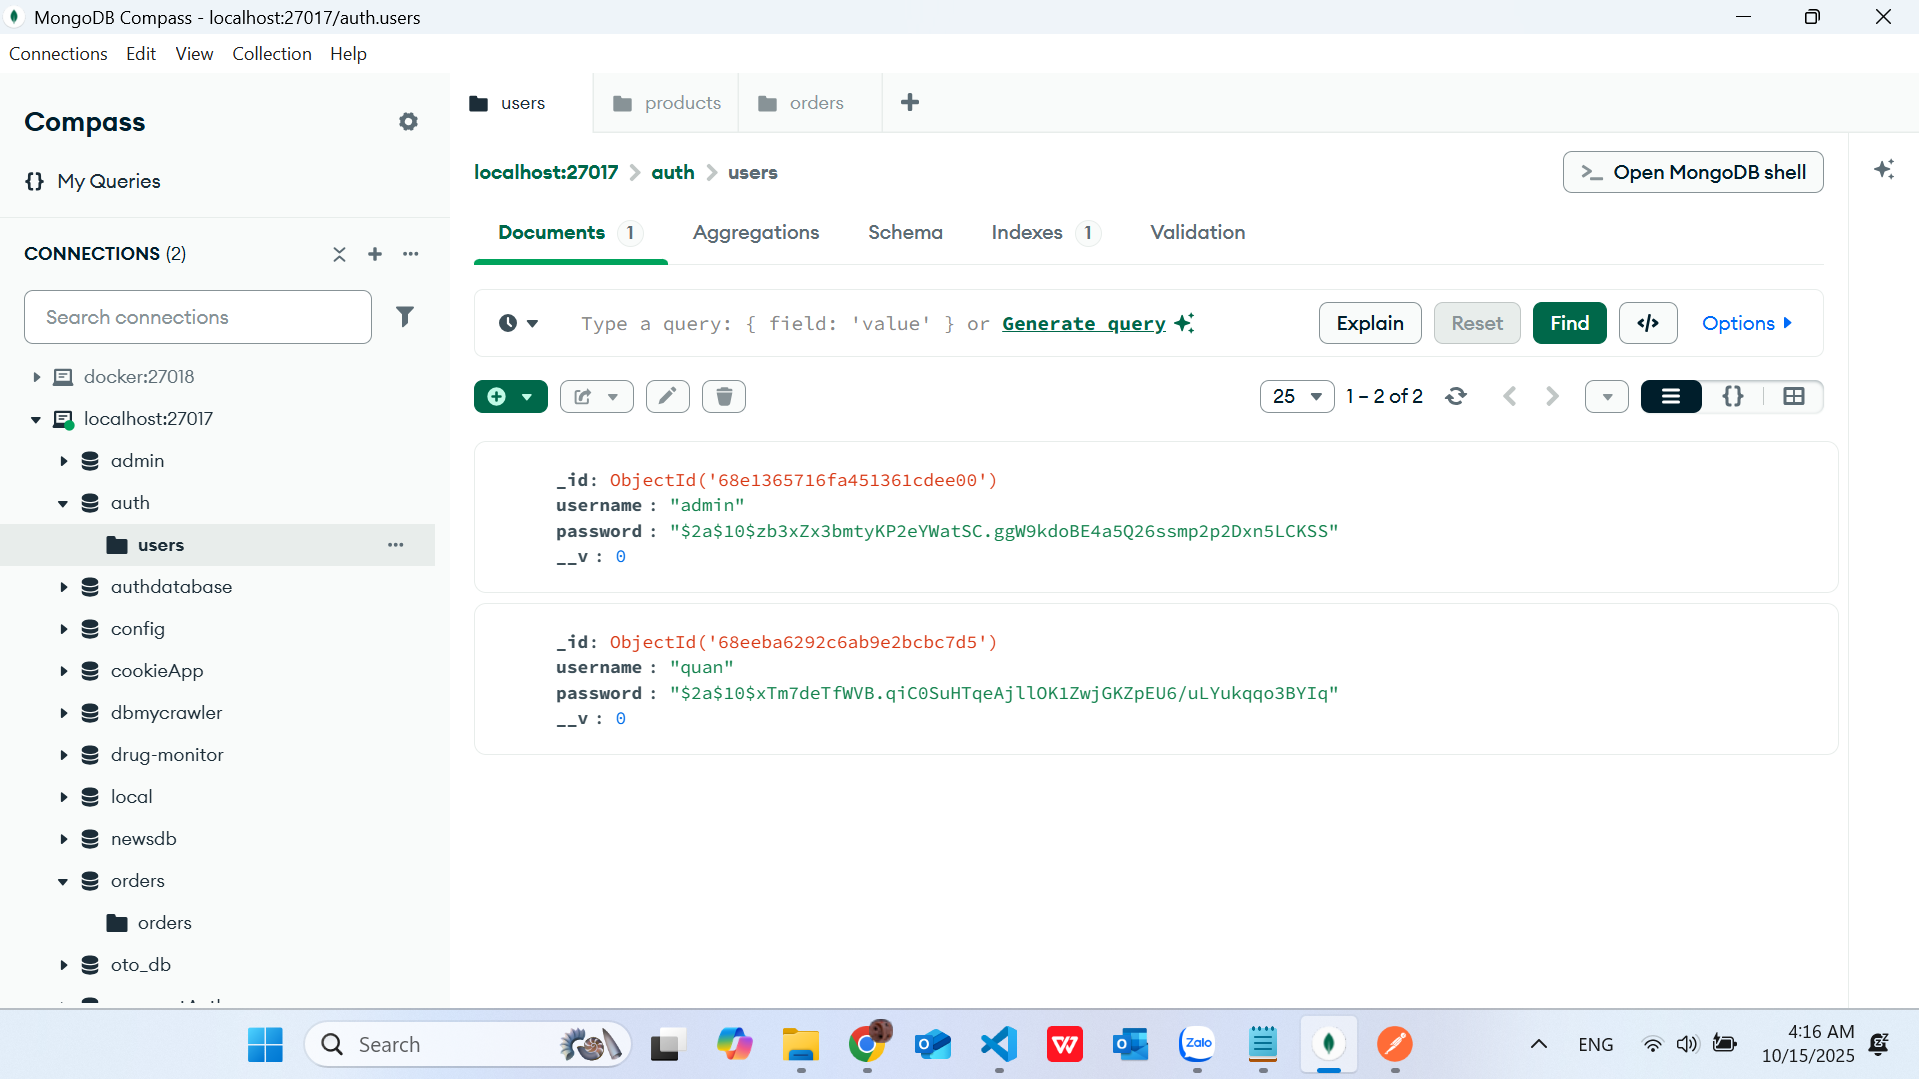 MongoDB Compass - localhost:27017/auth.users
Connections Edit View Collection Help
Compass
{} My Queries
CONNECTIONS (2)
Search connections
docker:27018
localhost:27017
admin
auth
users
authdatabase
config
cookieApp
dbmycrawler
drug-monitor
local
newsdb
orders
orders
oto_db
users products orders
localhost:27017 > auth > users
>_ Open MongoDB shell
Documents 1 Aggregations Schema Indexes 1 Validation
Type a query: { field: 'value' } or Generate query
Explain Reset Find </> Options
25 1 – 2 of 2 {}
_id: ObjectId('68e1365716fa451361cdee00')
username : "admin"
password : "$2a$10$zb3xZx3bmtyKP2eYWatSC.ggW9kdoBE4a5Q26ssmp2p2Dxn5LCKSS"
__v : 0
_id: ObjectId('68eeba6292c6ab9e2bcbc7d5')
username : "quan"
password : "$2a$10$xTm7deTfWVB.qiC0SuHTqeAjllOK1ZwjGKZpEU6/uLYukqqo3BYIq"
__v : 0
Search
Zalo
ENG
4:16 AM
10/15/2025